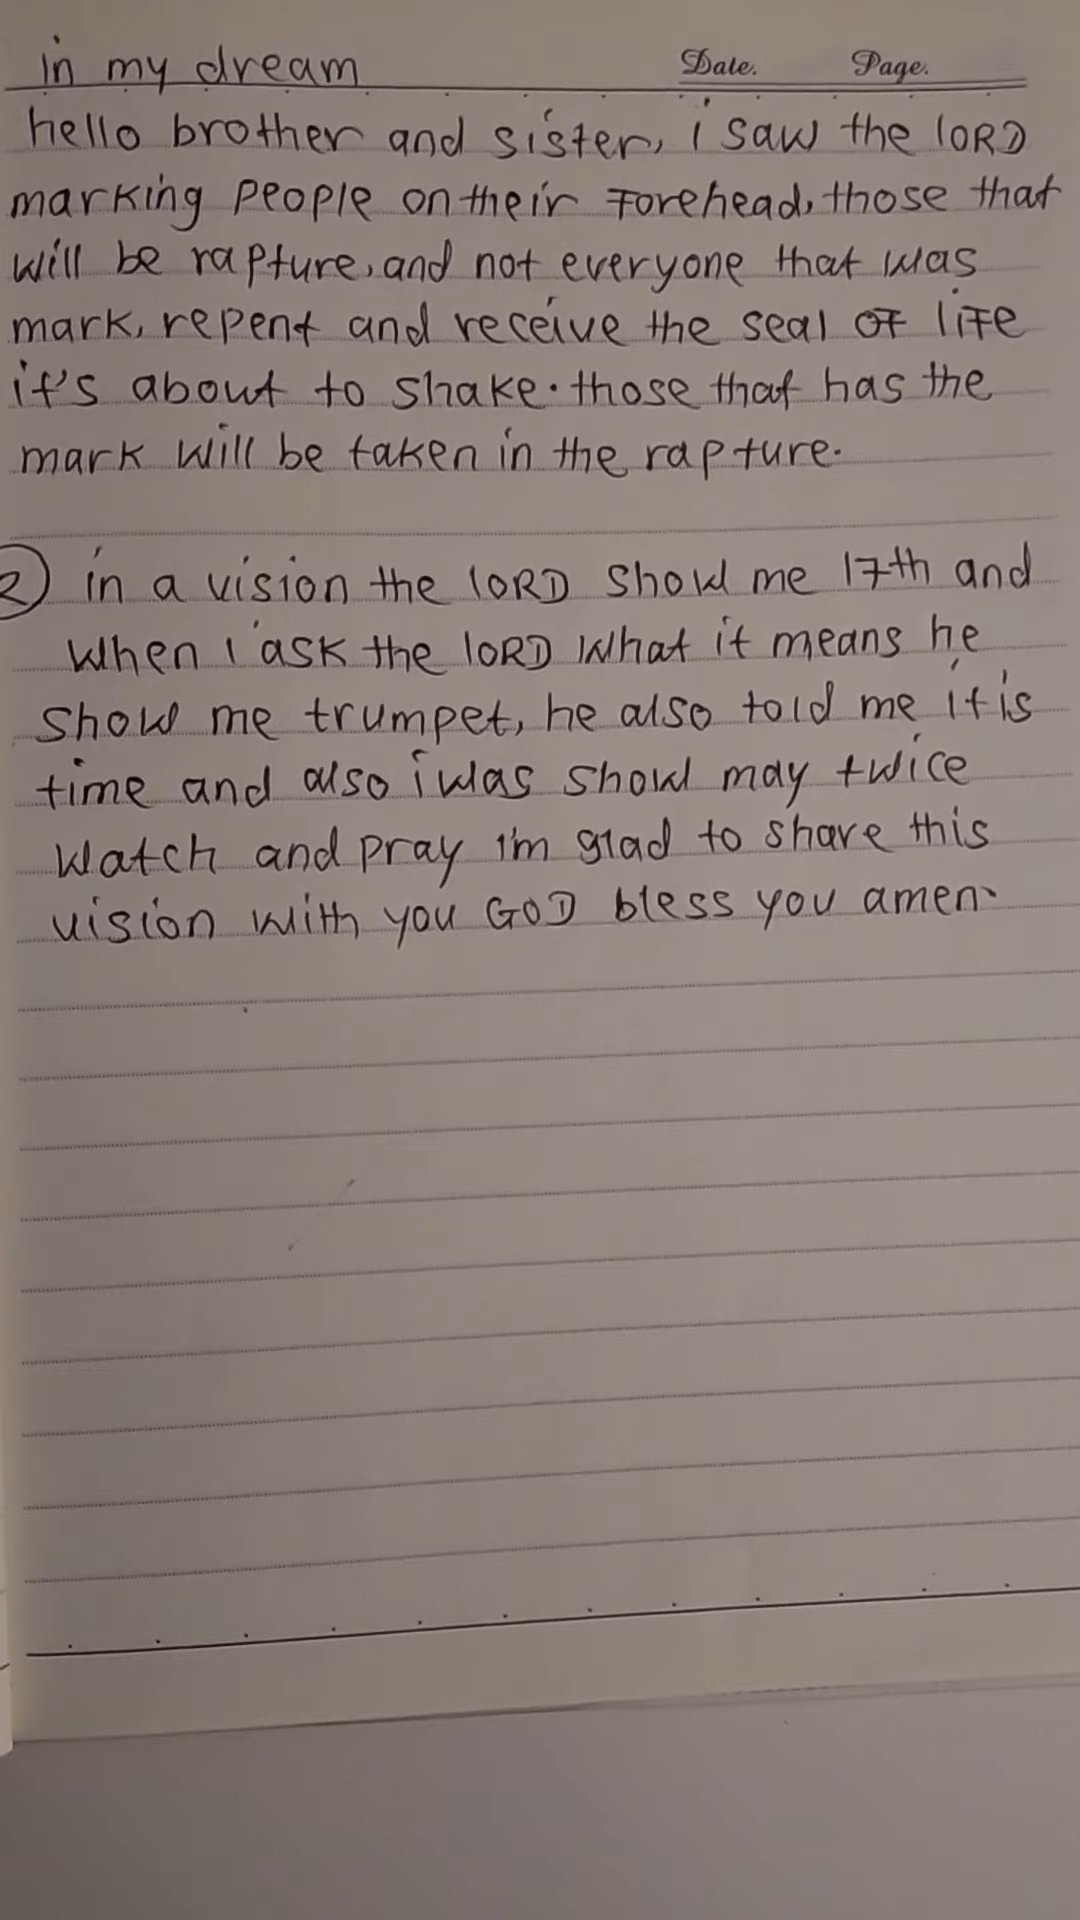 in my dream Date. Page.
hello brother and sister, i saw the lORD
marking people on their Forehead, those that
will be rapture, and not everyone that was
mark, repent and receive the seal OF liFe
it's about to shake. those that has the
mark will be taken in the rapture.
2) in a vision the lORD show me 17th and
when i ask the lORD what it means he
show me trumpet, he also told me it is
time and also i was show may twice
watch and pray i'm glad to share this
vision with you GOD bless you amen.